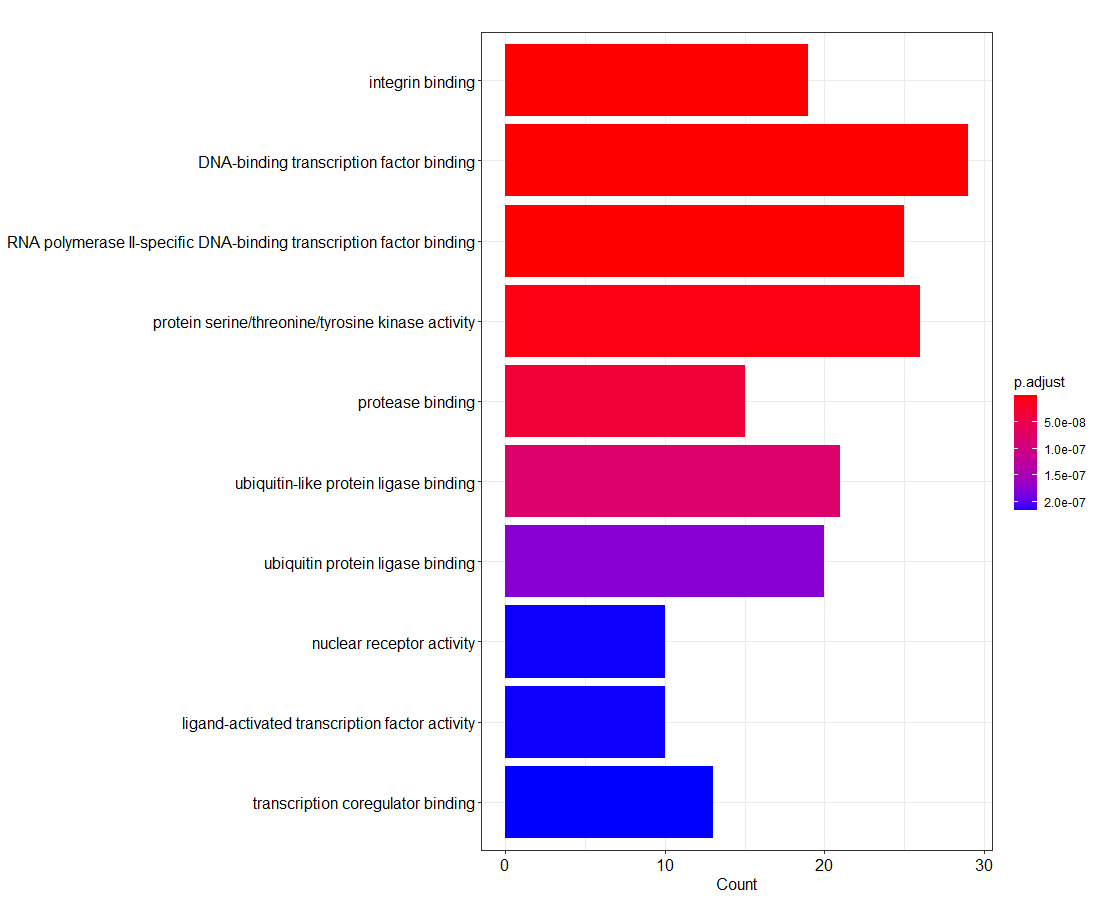 integrin binding
DNA-binding transcription factor binding
RNA polymerase II-specific DNA-binding transcription factor binding
protein serine/threonine/tyrosine kinase activity
protease binding
ubiquitin-like protein ligase binding
ubiquitin protein ligase binding
nuclear receptor activity
ligand-activated transcription factor activity
transcription coregulator binding
0 10 20 30
Count
p.adjust
5.0e-08
1.0e-07
1.5e-07
2.0e-07